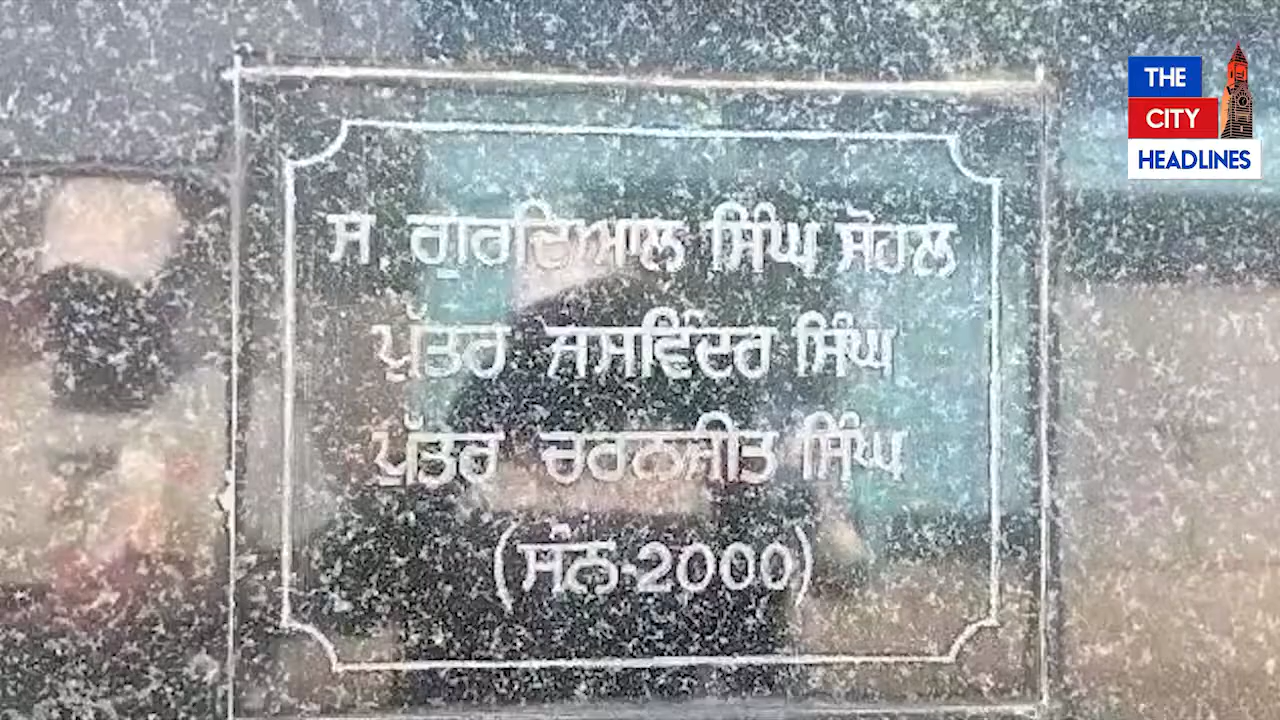 ਸ. ਗੁਰਦਿਆਲ ਸਿੰਘ ਸੋਹਲ
ਪੁੱਤਰ ਜਸਵਿੰਦਰ ਸਿੰਘ
ਪੁੱਤਰ ਚਰਨਜੀਤ ਸਿੰਘ
(ਸੰਨ-2000)
THE
CITY
HEADLINES